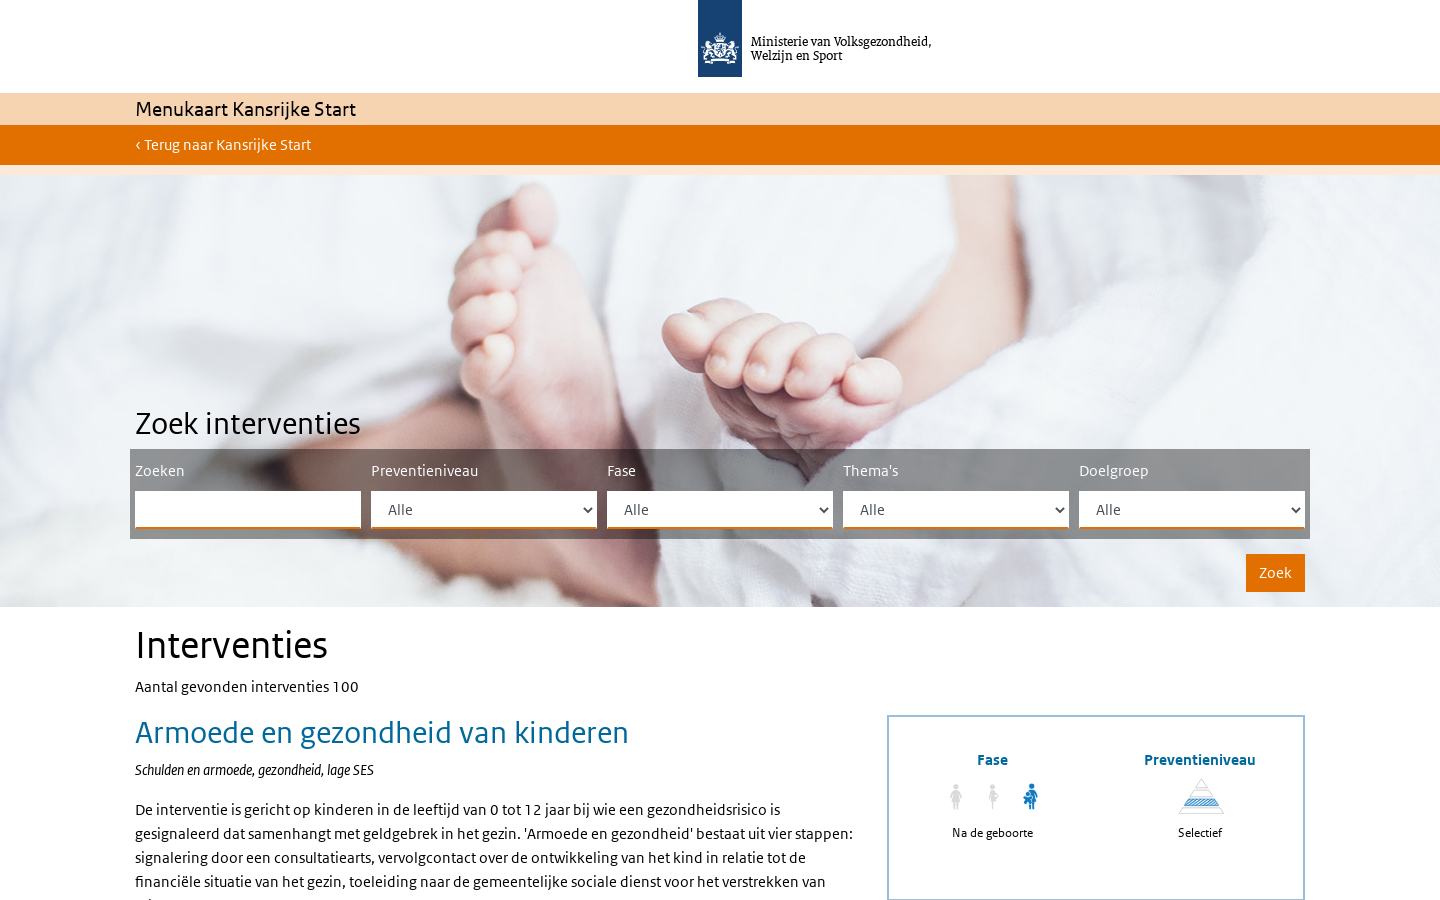 Ministerie van Volksgezondheid,
Welzijn en Sport
Menukaart Kansrijke Start
‹ Terug naar Kansrijke Start
Zoek interventies
Zoeken Preventieniveau Fase Thema's Doelgroep
Alle Alle Alle Alle
Zoek
Interventies
Aantal gevonden interventies 100
Armoede en gezondheid van kinderen
Schulden en armoede, gezondheid, lage SES
De interventie is gericht op kinderen in de leeftijd van 0 tot 12 jaar bij wie een gezondheidsrisico is
gesignaleerd dat samenhangt met geldgebrek in het gezin. 'Armoede en gezondheid' bestaat uit vier stappen:
signalering door een consultatiearts, vervolgcontact over de ontwikkeling van het kind in relatie tot de
financiële situatie van het gezin, toeleiding naar de gemeentelijke sociale dienst voor het verstrekken van
Fase Preventieniveau
Na de geboorte Selectief